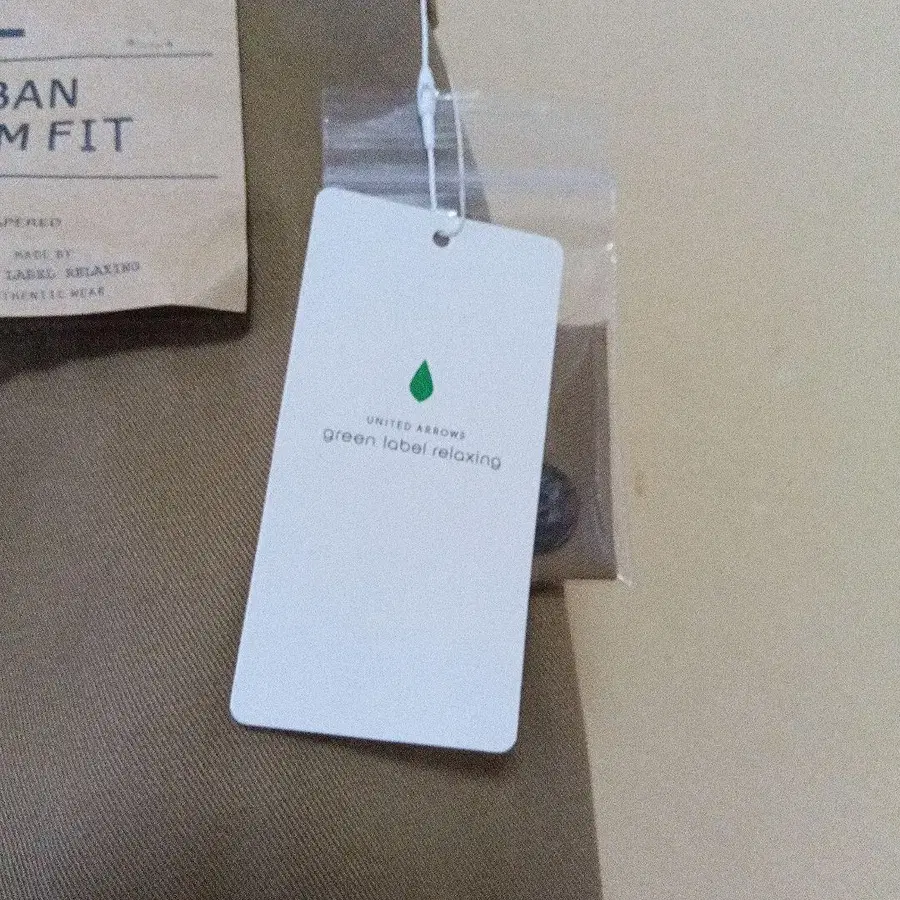 BAN
M FIT
PERED
MADE BY
LABEL RELAXING
THENTIC WEAR
UNITED ARROWS
green label relaxing